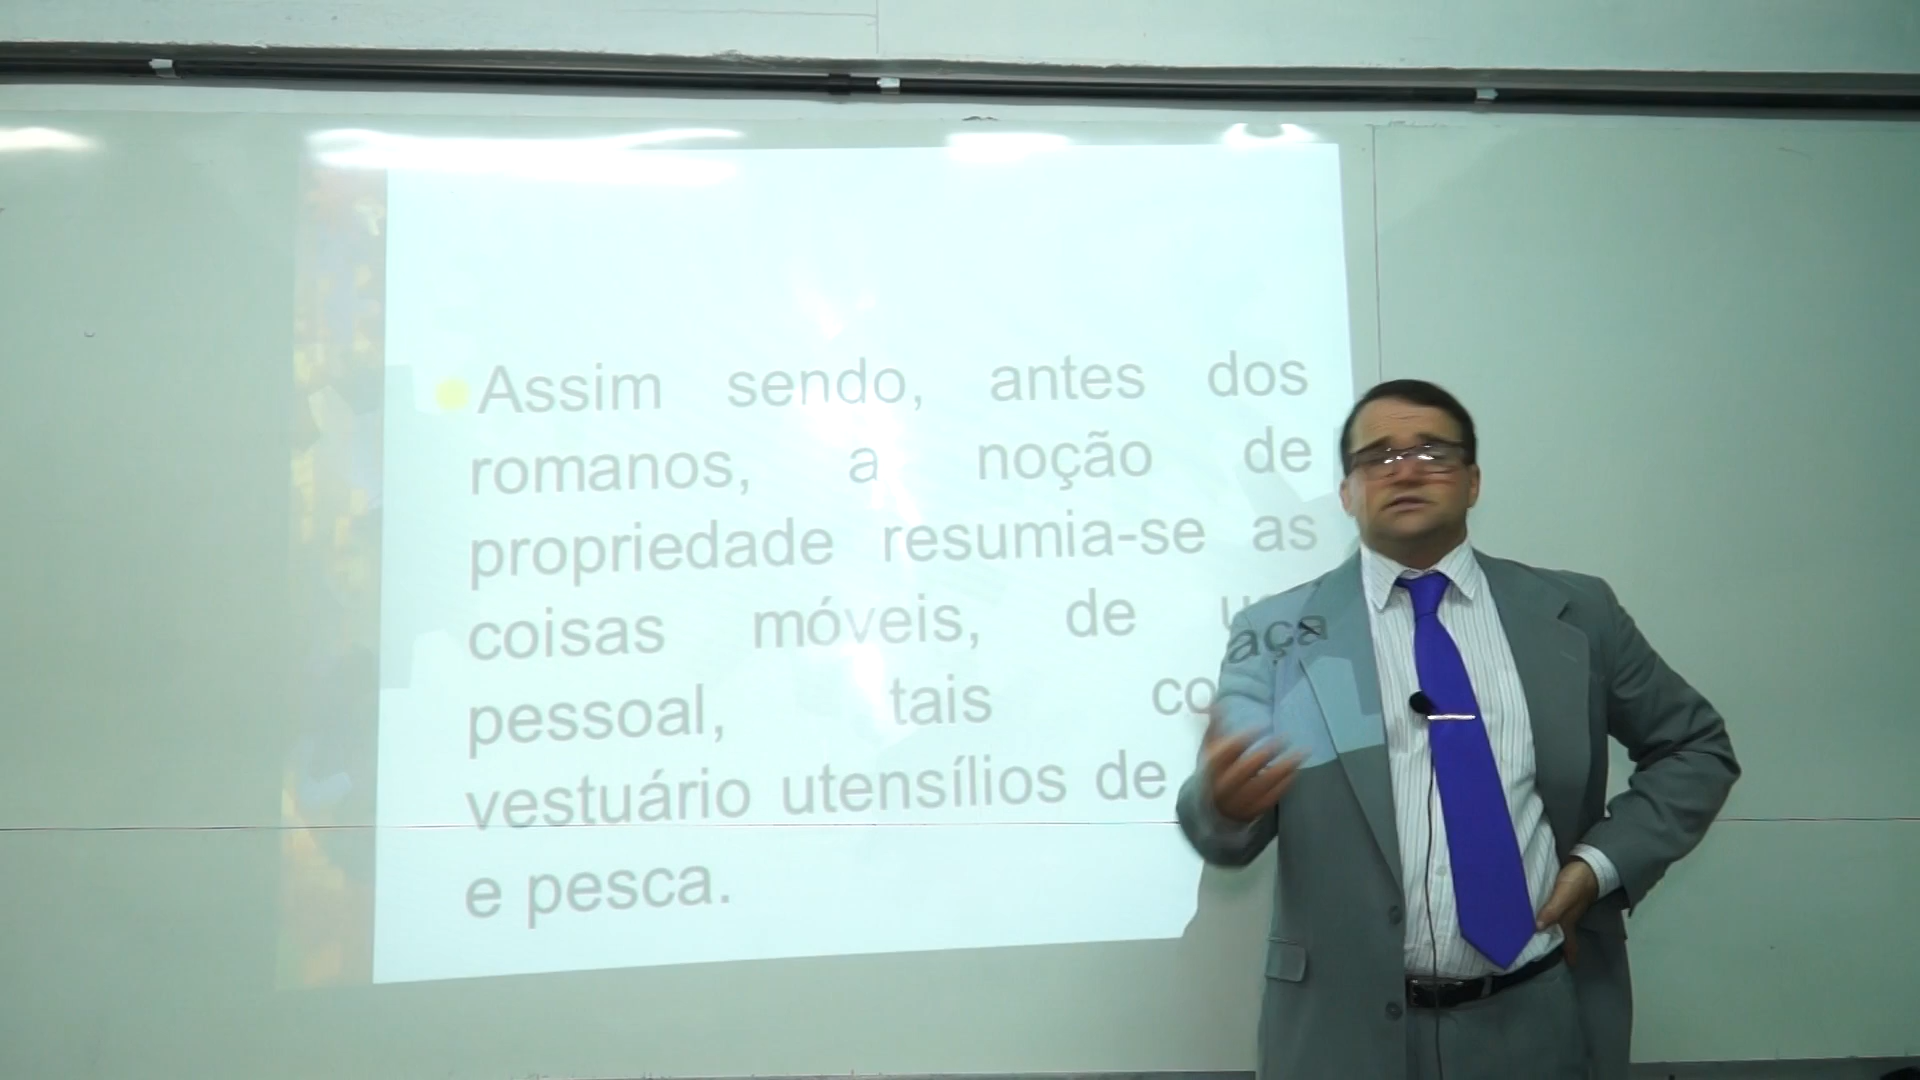 Assim sendo, antes dos
romanos, a noção de
propriedade resumia-se as
coisas móveis, de
pessoal, tais
vestuário utensílios de
e pesca.